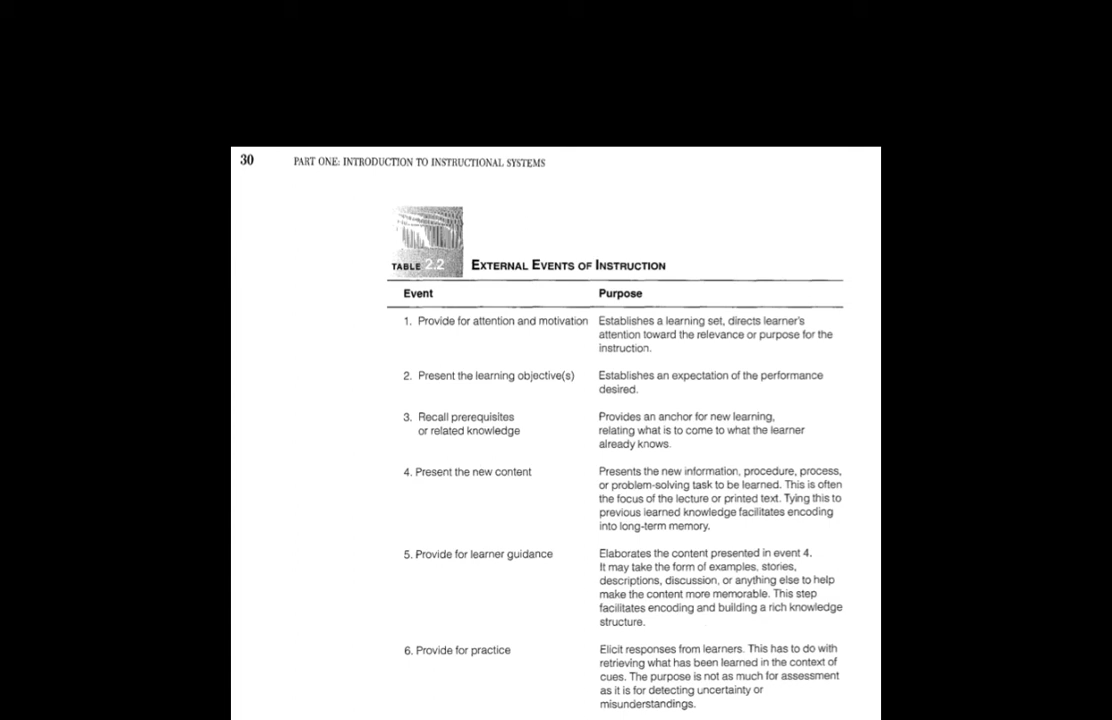 30 PART ONE: INTRODUCTION TO INSTRUCTIONAL SYSTEMS
TABLE 2.2 EXTERNAL EVENTS OF INSTRUCTION
Event Purpose
1. Provide for attention and motivation Establishes a learning set, directs learner's
attention toward the relevance or purpose for the
instruction.
2. Present the learning objective(s) Establishes an expectation of the performance
desired.
3. Recall prerequisites Provides an anchor for new learning,
or related knowledge relating what is to come to what the learner
already knows.
4. Present the new content Presents the new information, procedure, process,
or problem-solving task to be learned. This is often
the focus of the lecture or printed text. Tying this to
previous learned knowledge facilitates encoding
into long-term memory.
5. Provide for learner guidance Elaborates the content presented in event 4.
It may take the form of examples, stories,
descriptions, discussion, or anything else to help
make the content more memorable. This step
facilitates encoding and building a rich knowledge
structure.
6. Provide for practice Elicit responses from learners. This has to do with
retrieving what has been learned in the context of
cues. The purpose is not as much for assessment
as it is for detecting uncertainty or
misunderstandings.